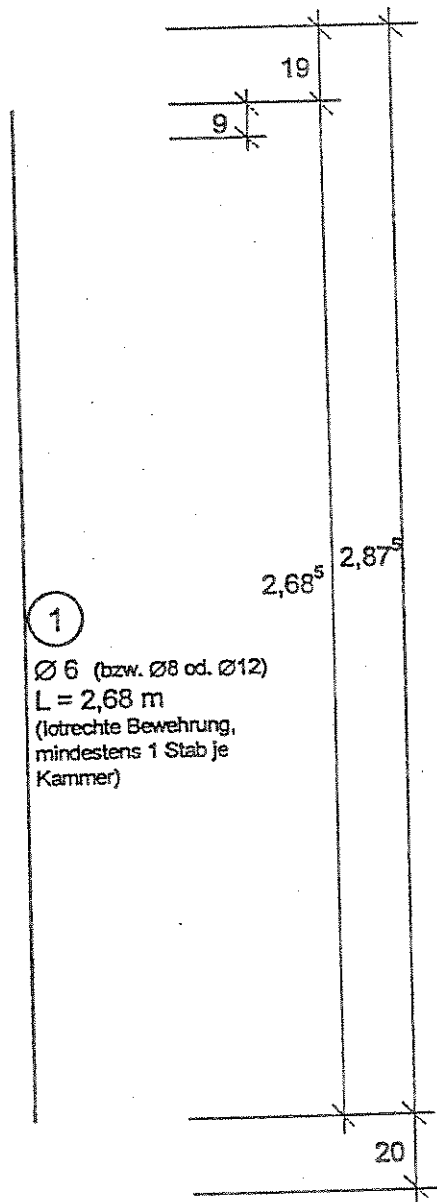 19
9
2,68⁵
2,87⁵
1
Ø 6 (bzw. Ø8 od. Ø12)
L = 2,68 m
(lotrechte Bewehrung,
mindestens 1 Stab je
Kammer)
20